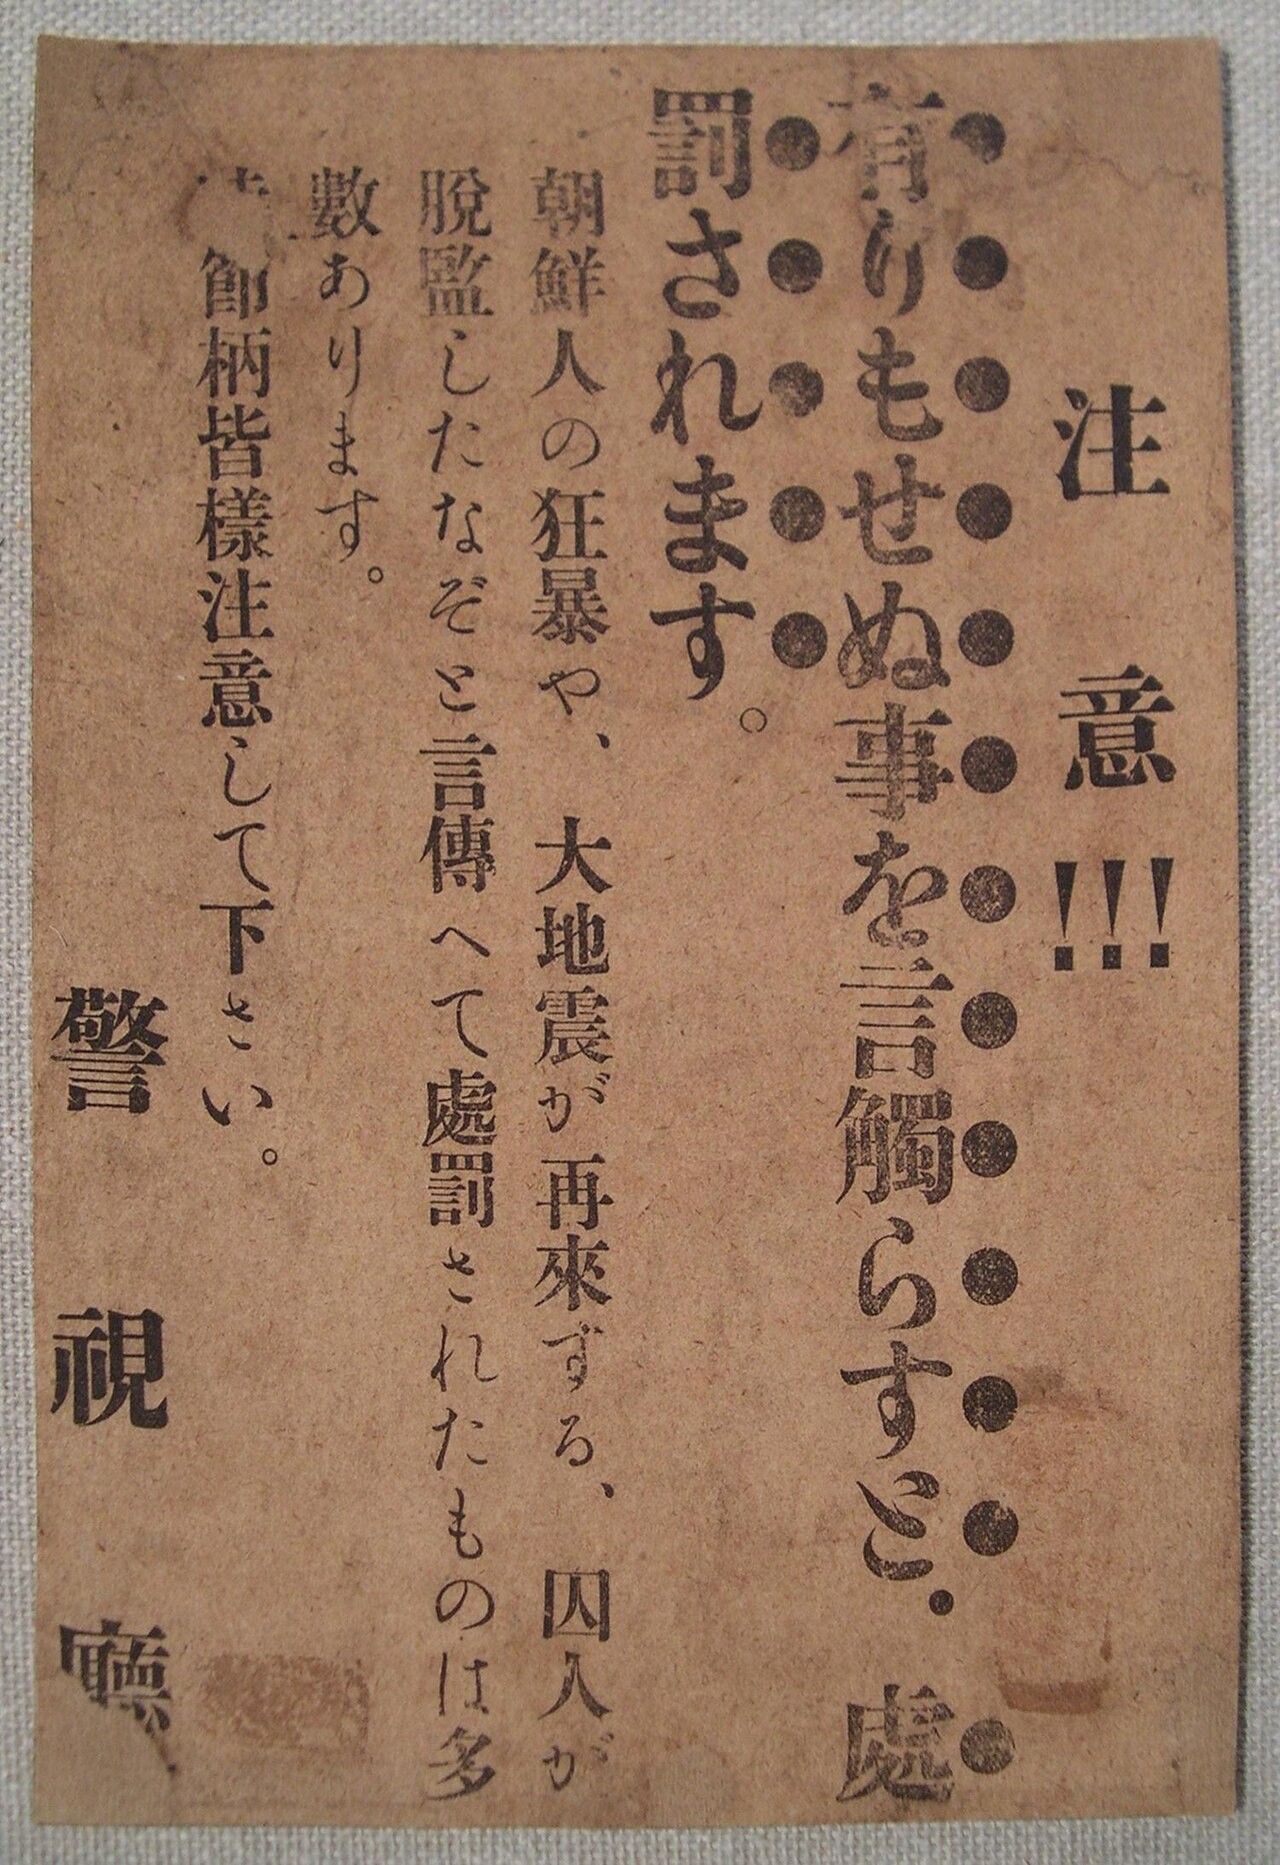 注意!!!
有りもせぬ事を言觸らすと、處
罰されます。
朝鮮人の狂暴や、大地震が再來する、囚人が
脫監したなぞと言傳へて處罰されたものは多
數あります。
節柄皆樣注意して下さい。
警視廳